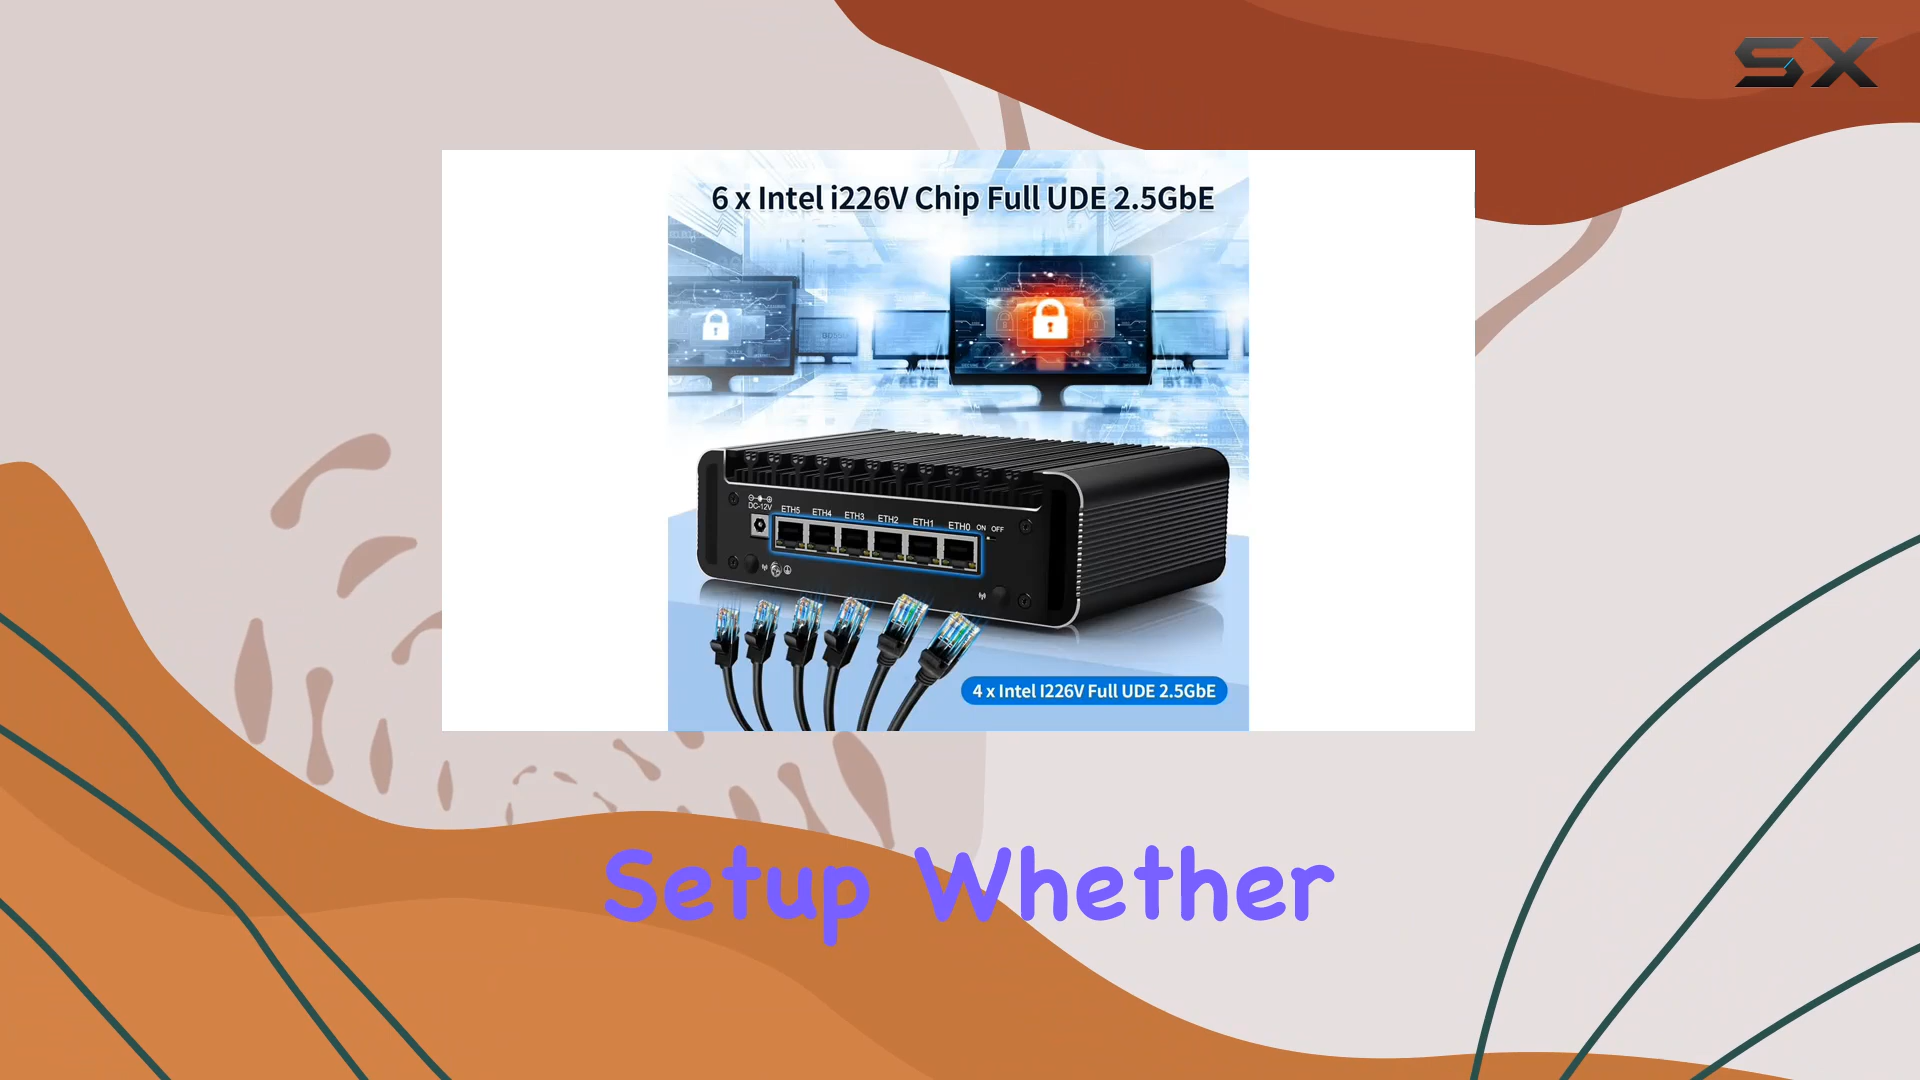 SX
6 x Intel i226V Chip Full UDE 2.5GbE
DC-12V
ETH5 ETH4 ETH3 ETH2 ETH1 ETH0 ON OFF
4 x Intel I226V Full UDE 2.5GbE
Setup Whether